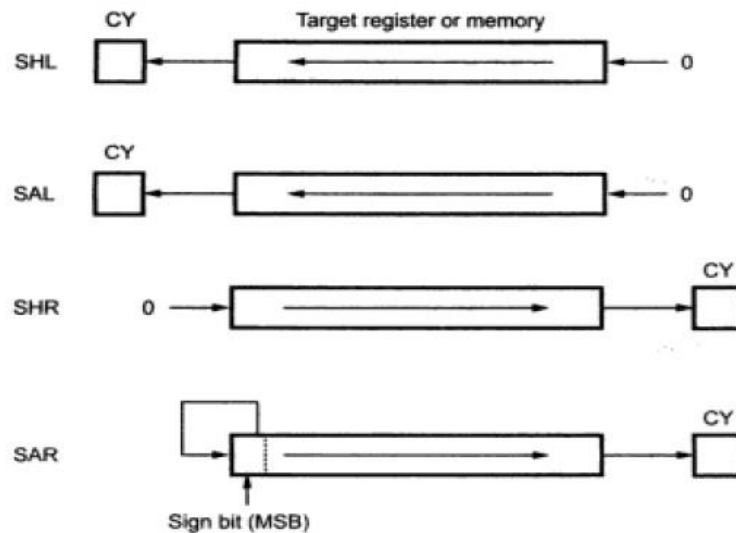 CY Target register or memory
SHL 0
CY
SAL 0
CY
SHR 0
CY
SAR
Sign bit (MSB)